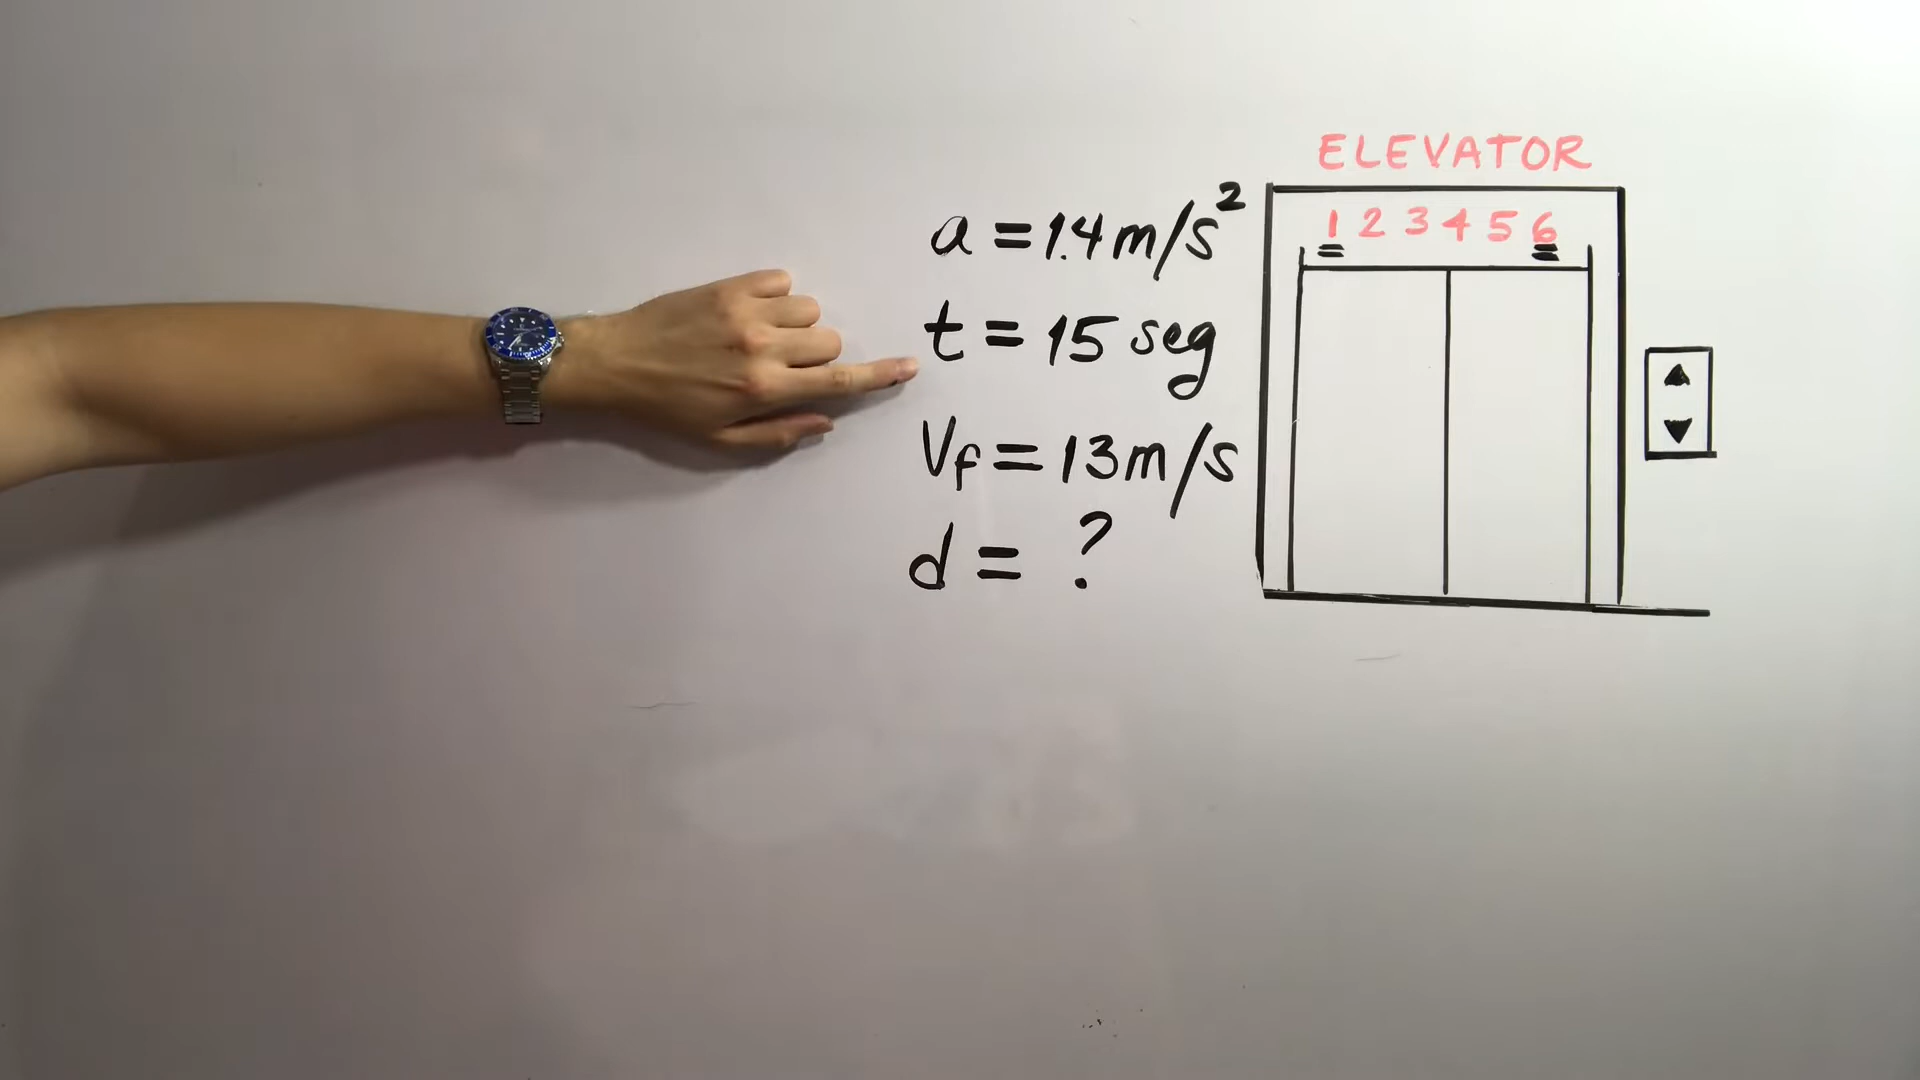 ELEVATOR
1 2 3 4 5 6
a = 1.4 m/s²
t = 15 seg
Vf = 13 m/s
d = ?